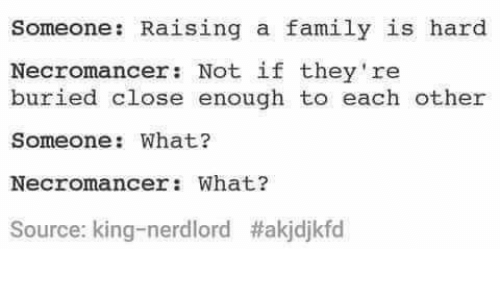 Someone: Raising a family is hard
Necromancer: Not if they're
buried close enough to each other
Someone: What?
Necromancer: What?
Source: king-nerdlord #akjdjkfd